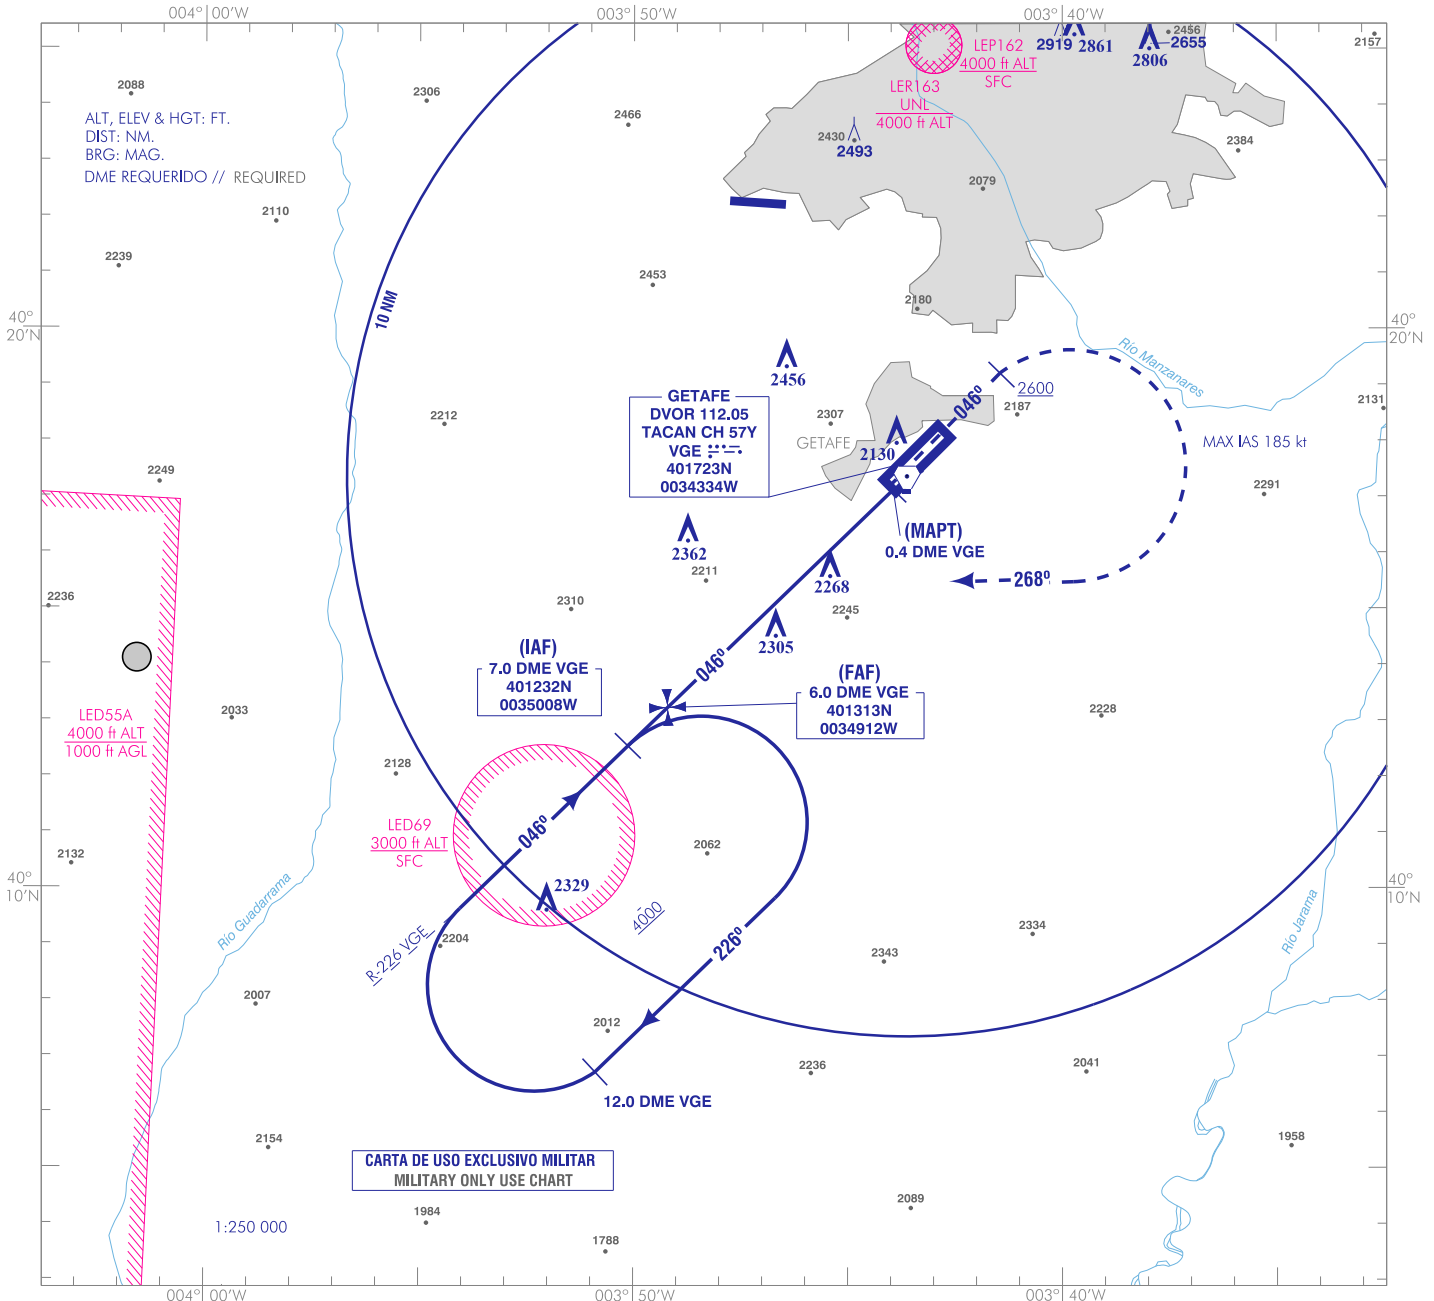 004° 00'W
003° 50'W
003° 40'W
2456
2919
2861
2655
2806
2157
LEP162
4000 ft ALT
SFC
LER163
UNL
4000 ft ALT
2088
2306
2466
2430
2493
2384
ALT, ELEV & HGT: FT.
DIST: NM.
BRG: MAG.
DME REQUERIDO // REQUIRED
2079
2110
2239
2453
2180
10 NM
40°
20'N
40°
20'N
Río Manzanares
2456
2600
046°
2187
2131
GETAFE
DVOR 112.05
TACAN CH 57Y
VGE
401723N
0034334W
2212
2307
GETAFE
2130
MAX IAS 185 kt
2249
2291
2362
(MAPT)
0.4 DME VGE
2211
2268
268°
2236
2310
2245
2305
(IAF)
7.0 DME VGE
401232N
0035008W
046°
(FAF)
6.0 DME VGE
401313N
0034912W
LED55A
4000 ft ALT
1000 ft AGL
2033
2228
2128
LED69
3000 ft ALT
SFC
046°
2062
2132
40°
10'N
40°
10'N
2329
4000
Río Guadarrama
R-226 VGE
2204
226°
2343
2334
Río Jarama
2007
2012
2236
2041
12.0 DME VGE
2154
1958
CARTA DE USO EXCLUSIVO MILITAR
MILITARY ONLY USE CHART
1984
2089
1:250 000
1788
004° 00'W
003° 50'W
003° 40'W